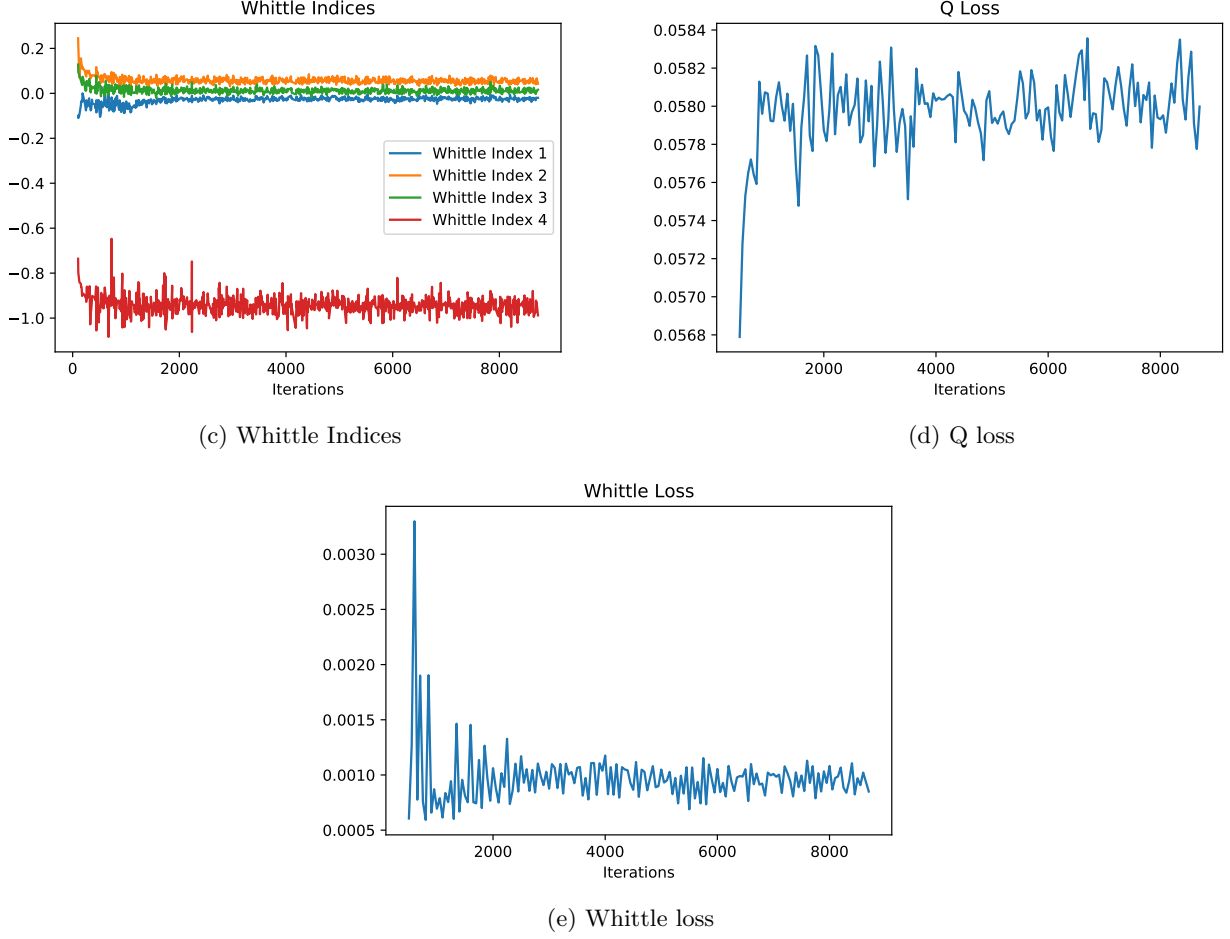 Whittle Indices
0.2
0.0
−0.2
−0.4
−0.6
−0.8
−1.0
Whittle Index 1
Whittle Index 2
Whittle Index 3
Whittle Index 4
0 2000 4000 6000 8000
Iterations
(c) Whittle Indices
Q Loss
0.0584
0.0582
0.0580
0.0578
0.0576
0.0574
0.0572
0.0570
0.0568
2000 4000 6000 8000
Iterations
(d) Q loss
Whittle Loss
0.0030
0.0025
0.0020
0.0015
0.0010
0.0005
2000 4000 6000 8000
Iterations
(e) Whittle loss